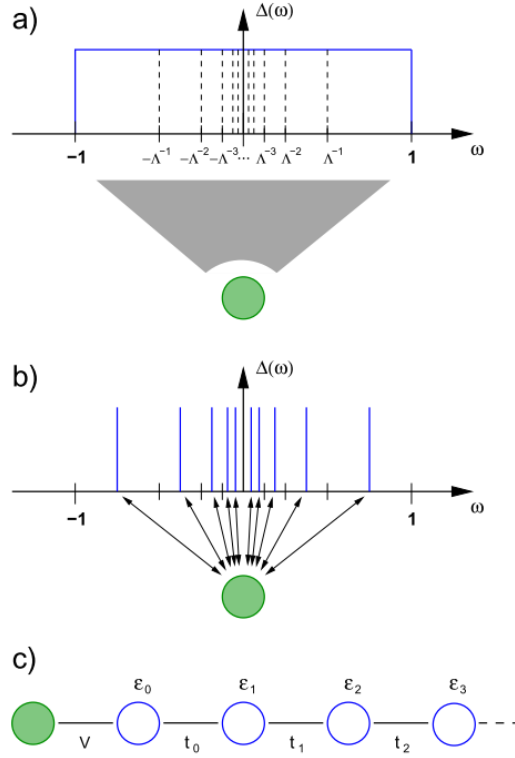 a)
Δ(ω)
−1
−Λ⁻¹
−Λ⁻²
−Λ⁻³
...
Λ⁻³
Λ⁻²
Λ⁻¹
1
ω
b)
Δ(ω)
−1
1
ω
c)
ε₀
ε₁
ε₂
ε₃
V
t₀
t₁
t₂